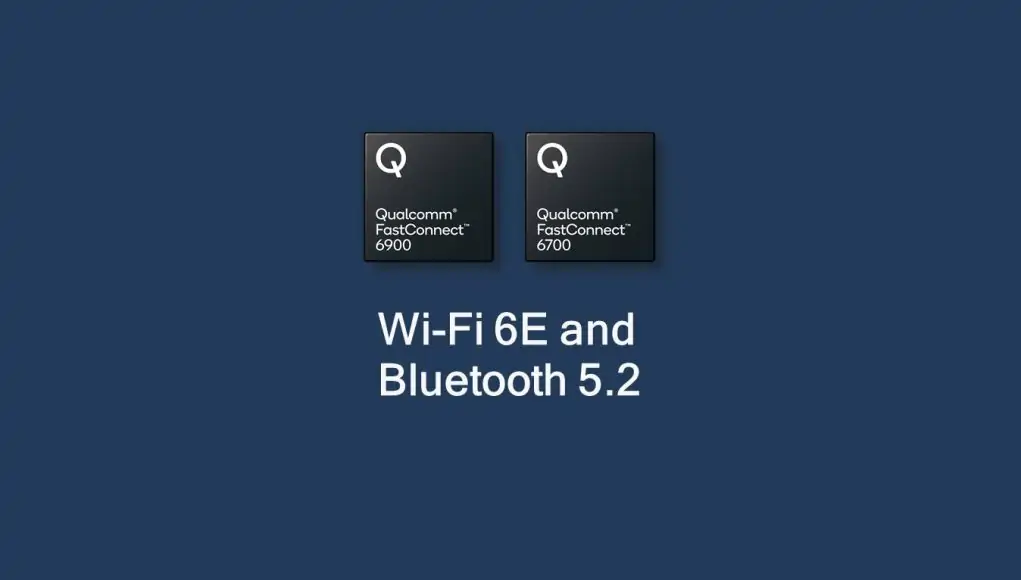 Q
Qualcomm®
FastConnect™
6900
Q
Qualcomm®
FastConnect™
6700
Wi-Fi 6E and
Bluetooth 5.2